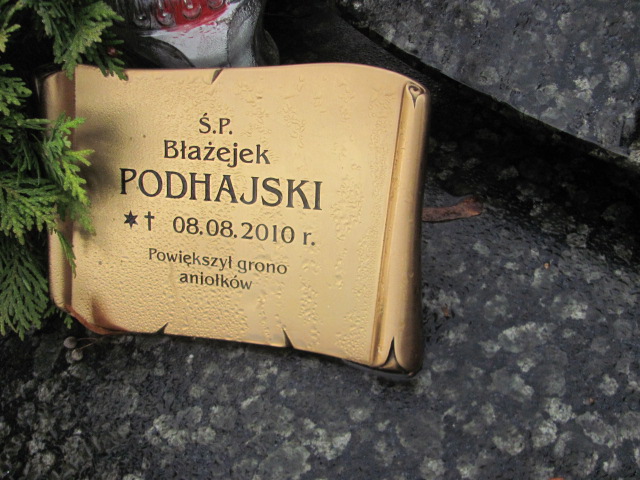 Ś.P.
Błażejek
PODHAJSKI
✶ † 08.08.2010 r.
Powiększył grono
aniołków